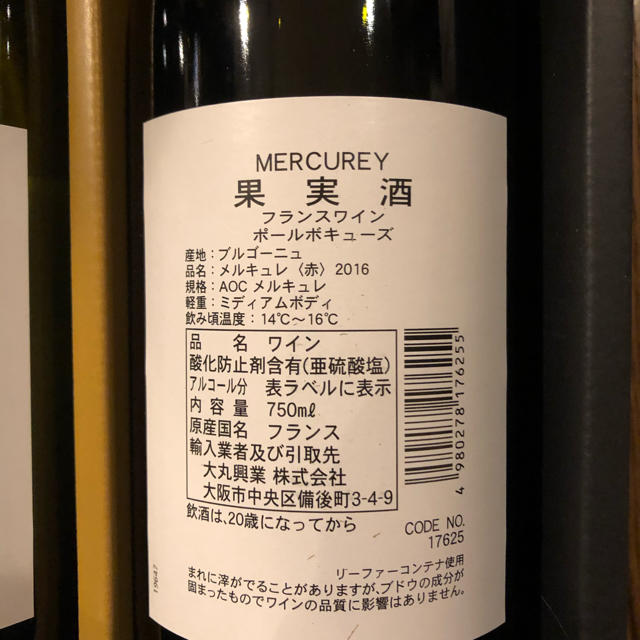 MERCUREY
果実酒
フランスワイン
ポールボキューズ
産地：ブルゴーニュ
品名：メルキュレ〈赤〉2016
規格：AOC メルキュレ
軽重：ミディアムボディ
飲み頃温度：14℃～16℃
品名 ワイン
酸化防止剤含有(亜硫酸塩)
アルコール分 表ラベルに表示
内容量 750mℓ
原産国名 フランス
輸入業者及び引取先
大丸興業 株式会社
大阪市中央区備後町3-4-9
飲酒は、20歳になってから
4 980278 176255
CODE NO.
17625
リーファーコンテナ使用
まれに滓がでることがありますが、ブドウの成分が
固まったものでワインの品質に影響はありません。
19647